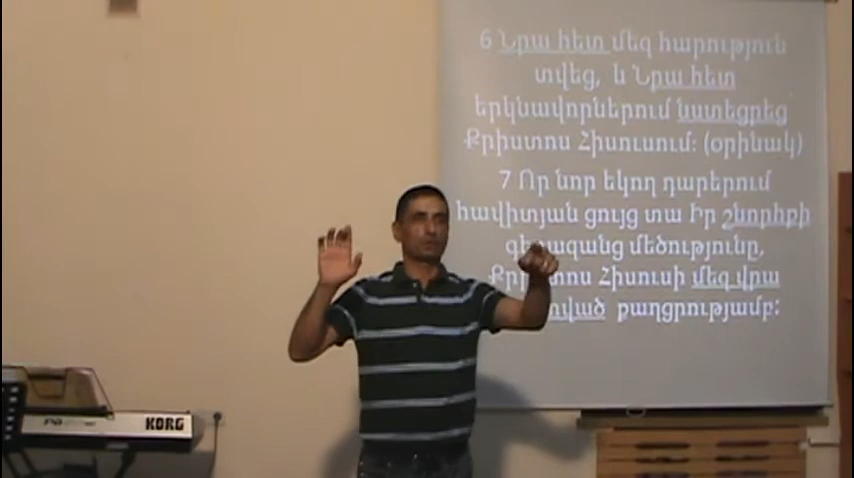 6 Նրա հետ մեզ հարություն
տվեց, և Նրա հետ
երկնավորներում նստեցրեց
Քրիստոս Հիսուսում: (օրինակ)
7 Որ նոր եկող դարերում
հավիտյան ցույց տա Իր շնորհքի
մեծությունը,
Հիսուսի մեզ վրա
քաղցրությամբ:
KORG